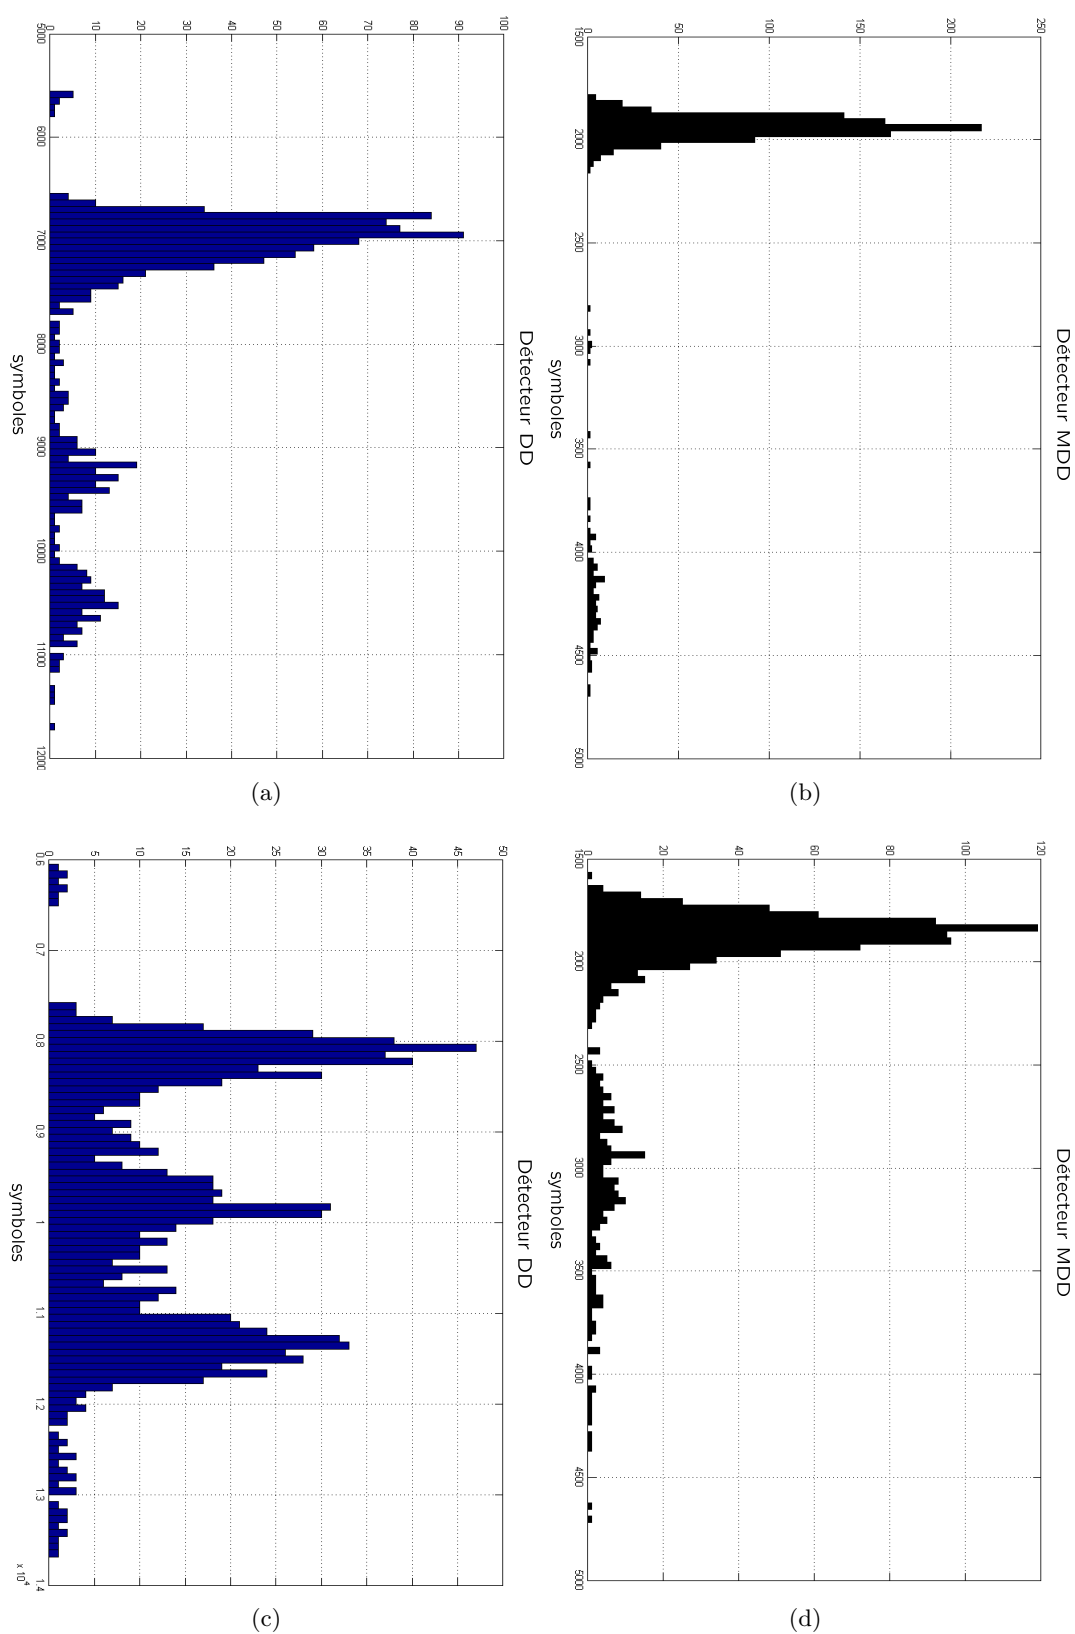 0 10 20 30 40 50 60 70 80 90 100
5000 6000 7000 8000 9000 10000 11000 12000
symboles
Détecteur DD
(a)
0 50 100 150 200 250
1500 2000 2500 3000 3500 4000 4500 5000
symboles
Détecteur MDD
(b)
0 5 10 15 20 25 30 35 40 45 50
0.6 0.7 0.8 0.9 1 1.1 1.2 1.3 1.4
x 10⁴
symboles
Détecteur DD
(c)
0 20 40 60 80 100 120
1500 2000 2500 3000 3500 4000 4500 5000
symboles
Détecteur MDD
(d)